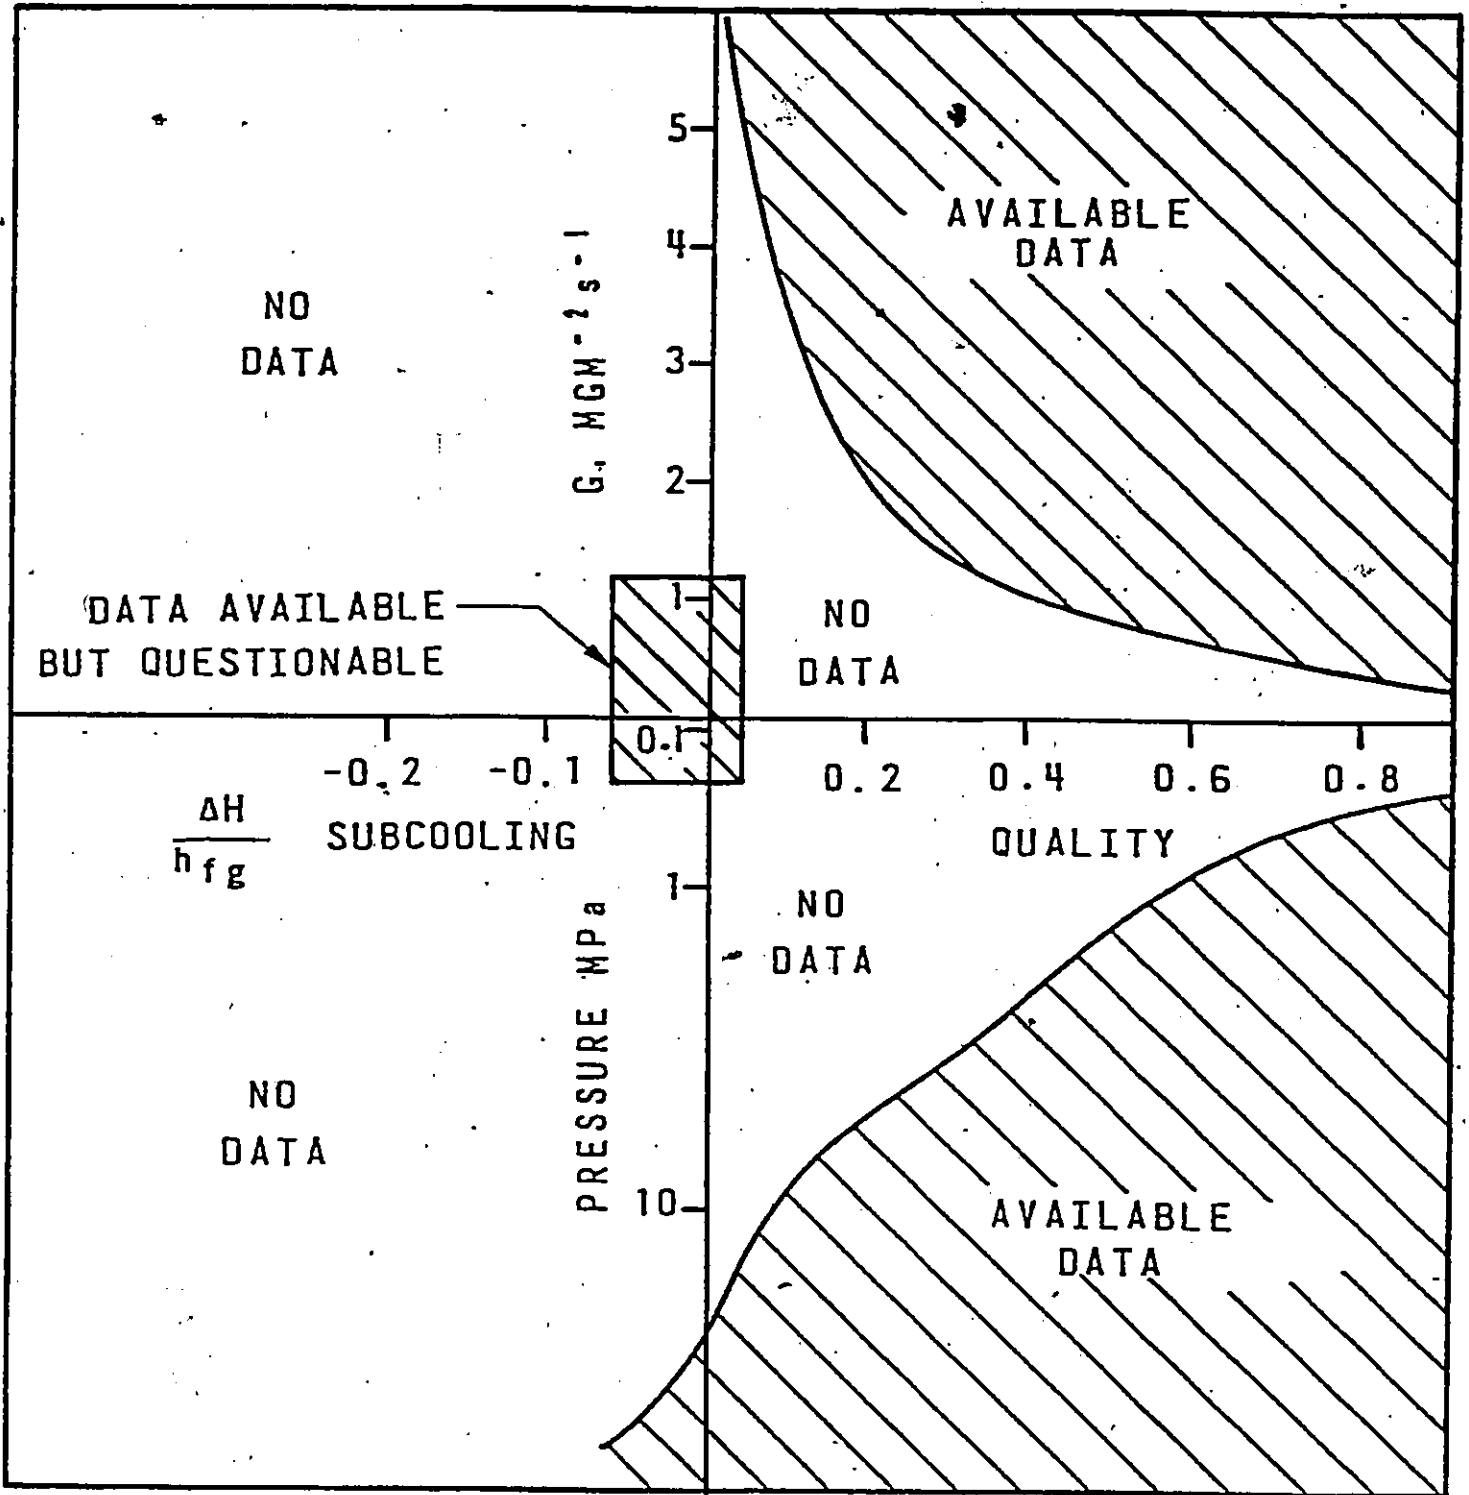 5
4
3
2
1
G, MGM⁻²s⁻¹
AVAILABLE
DATA
NO
DATA
DATA AVAILABLE
BUT QUESTIONABLE
NO
DATA
0.1
-0.2 -0.1 0.2 0.4 0.6 0.8
ΔH
hfg
SUBCOOLING
QUALITY
1
10
PRESSURE MPa
NO
DATA
NO
DATA
AVAILABLE
DATA